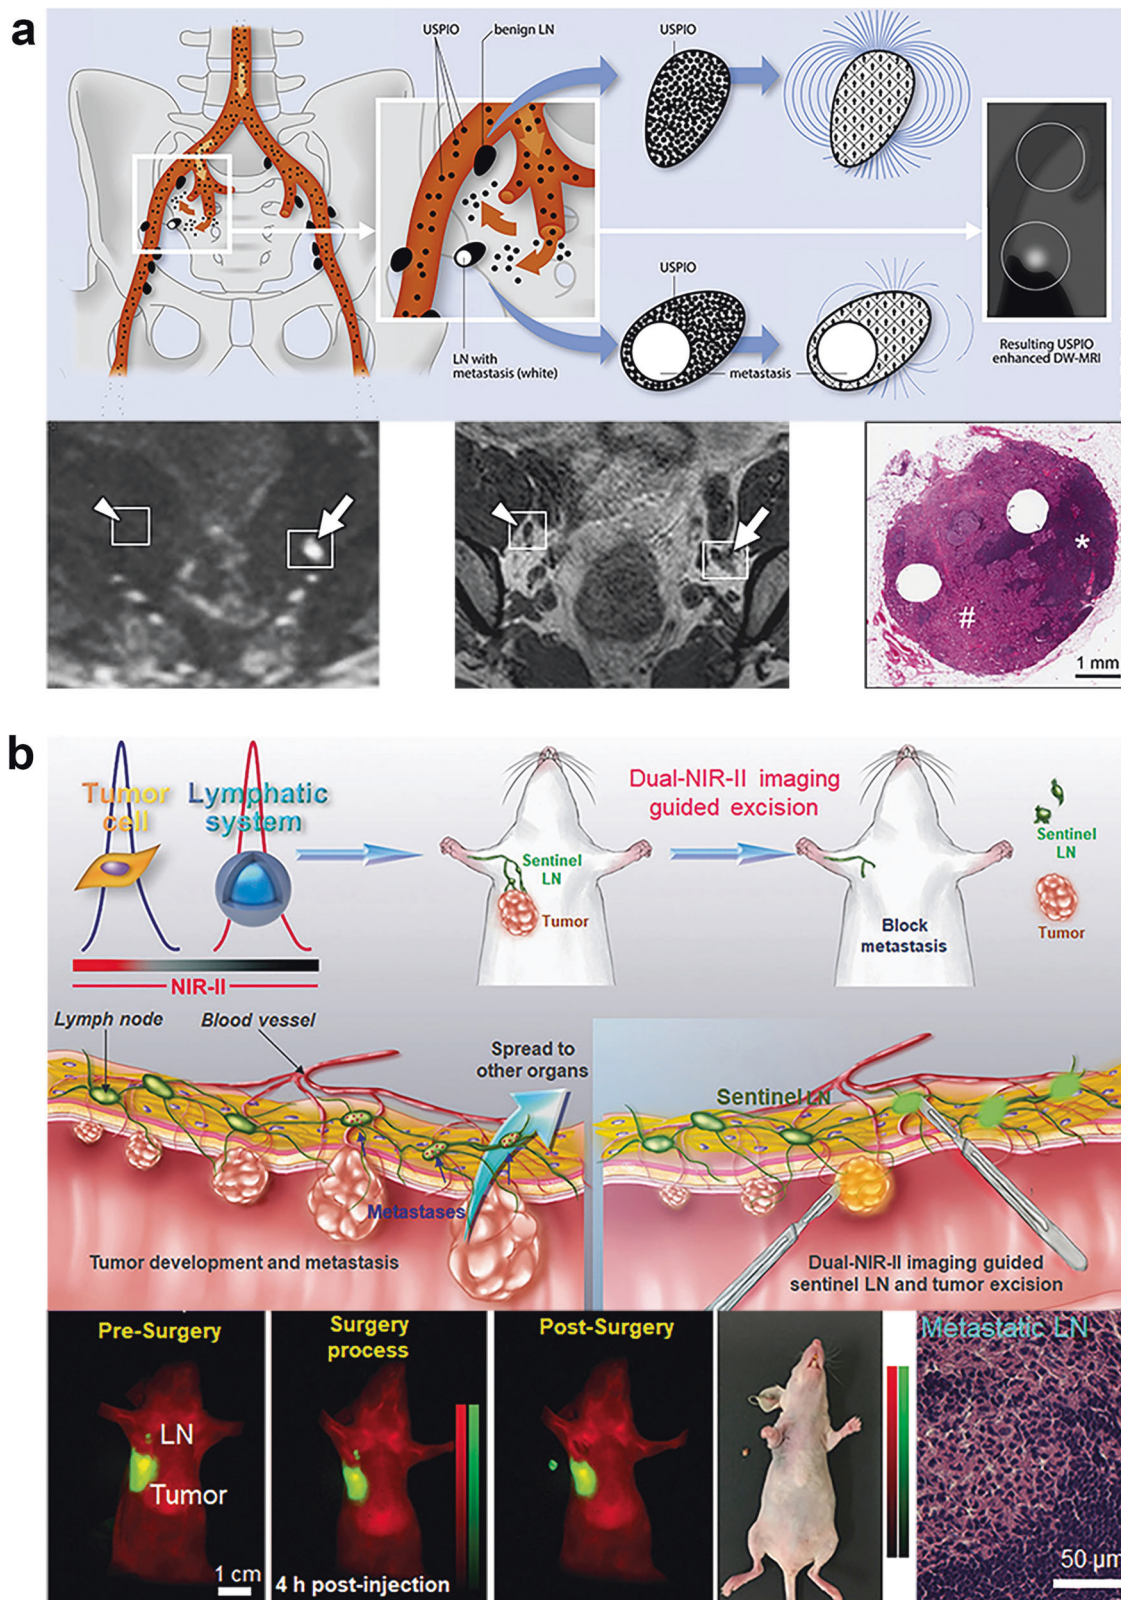 a
USPIO
benign LN
USPIO
USPIO
LN with
metastasis (white)
metastasis
Resulting USPIO
enhanced DW-MRI
*
#
1 mm
b
Tumor
cell
Lymphatic
system
NIR-II
Sentinel
LN
Tumor
Dual-NIR-II imaging
guided excision
Block
metastasis
Sentinel
LN
Tumor
Lymph node
Blood vessel
Spread to
other organs
Metastases
Tumor development and metastasis
Sentinel LN
Dual-NIR-II imaging guided
sentinel LN and tumor excision
Pre-Surgery
LN
Tumor
1 cm
Surgery
process
4 h post-injection
Post-Surgery
Metastatic LN
50 µm